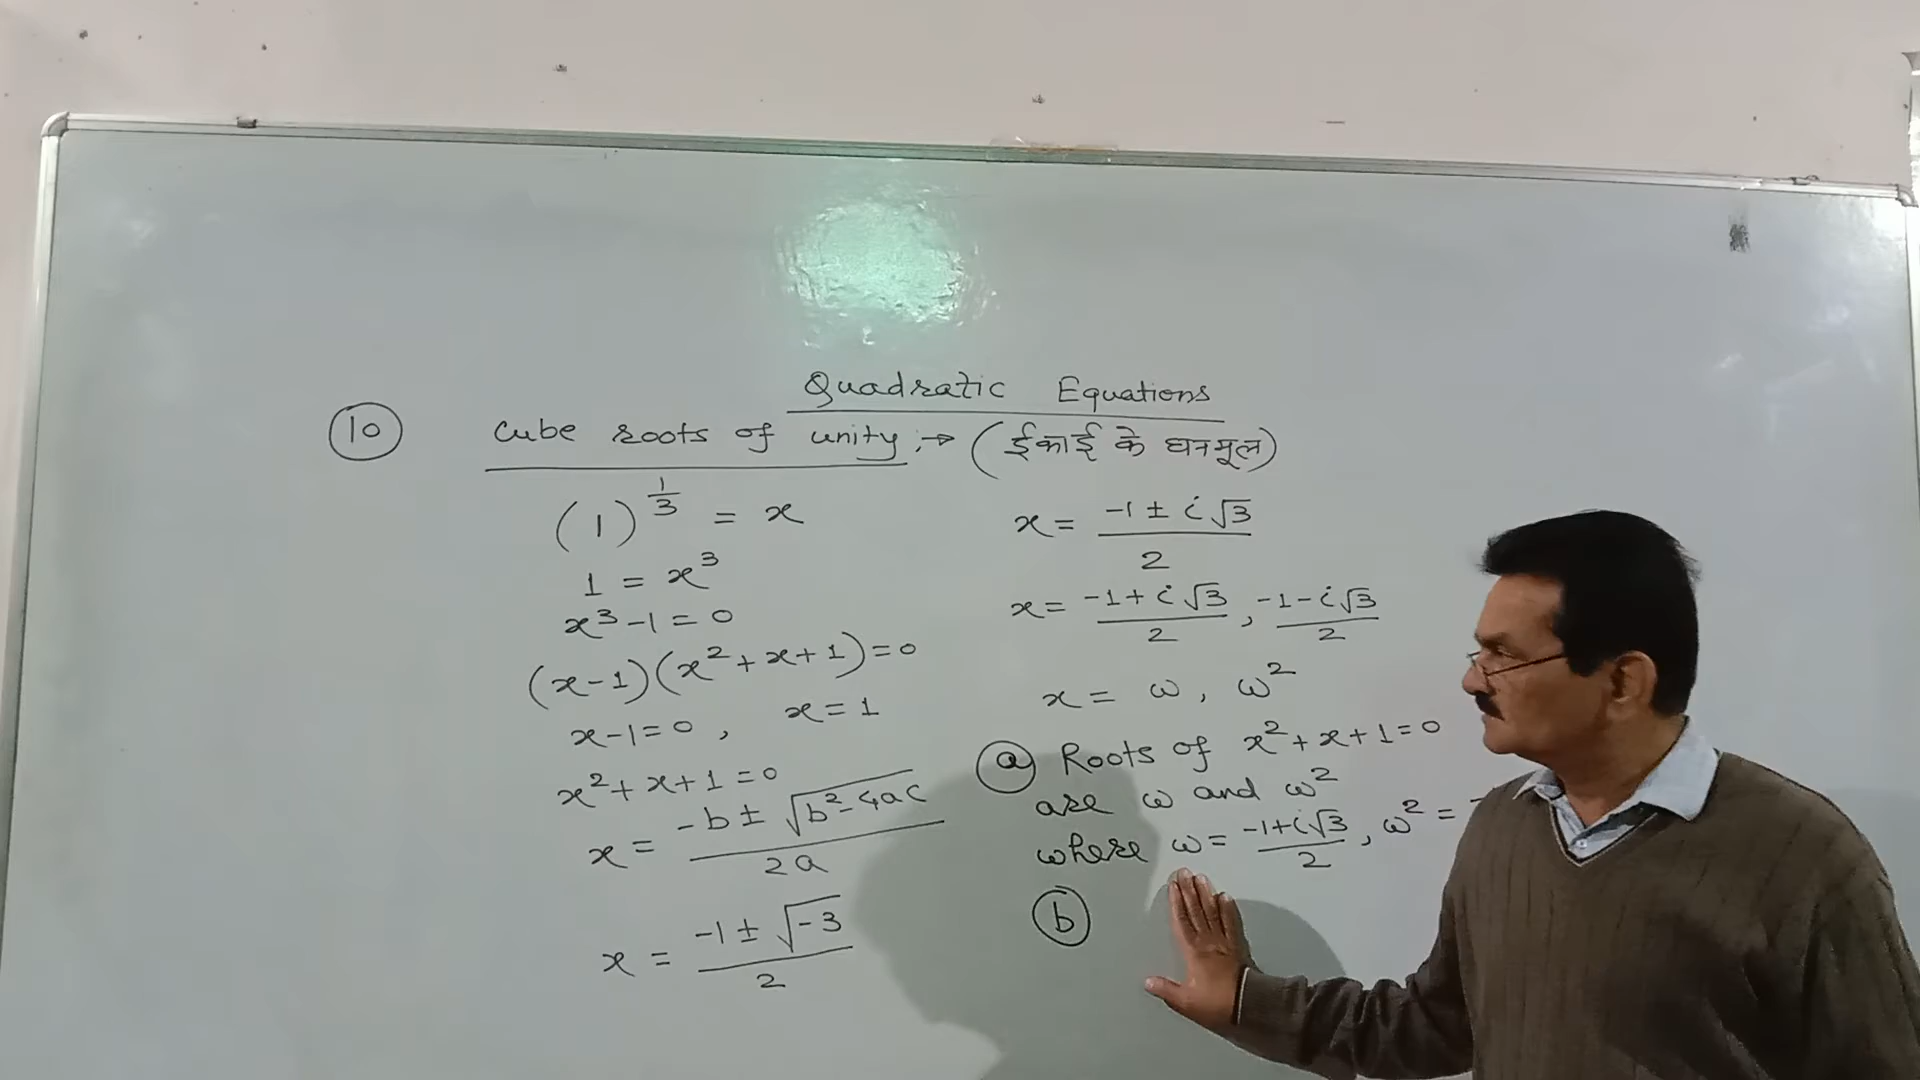 Quadratic Equations
10 Cube roots of unity :→ (ईकाई के घनमूल)
(1)^{1/3} = x
1 = x³
x³-1=0
(x-1)(x²+x+1)=0
x-1=0 , x=1
x²+x+1=0
x = (-b ± √(b²-4ac))/2a
x = (-1 ± √-3)/2
x = (-1 ± i√3)/2
x = (-1+i√3)/2 , (-1-i√3)/2
x = ω , ω²
a Roots of x²+x+1=0
are ω and ω²
where ω = (-1+i√3)/2 , ω² = -
b